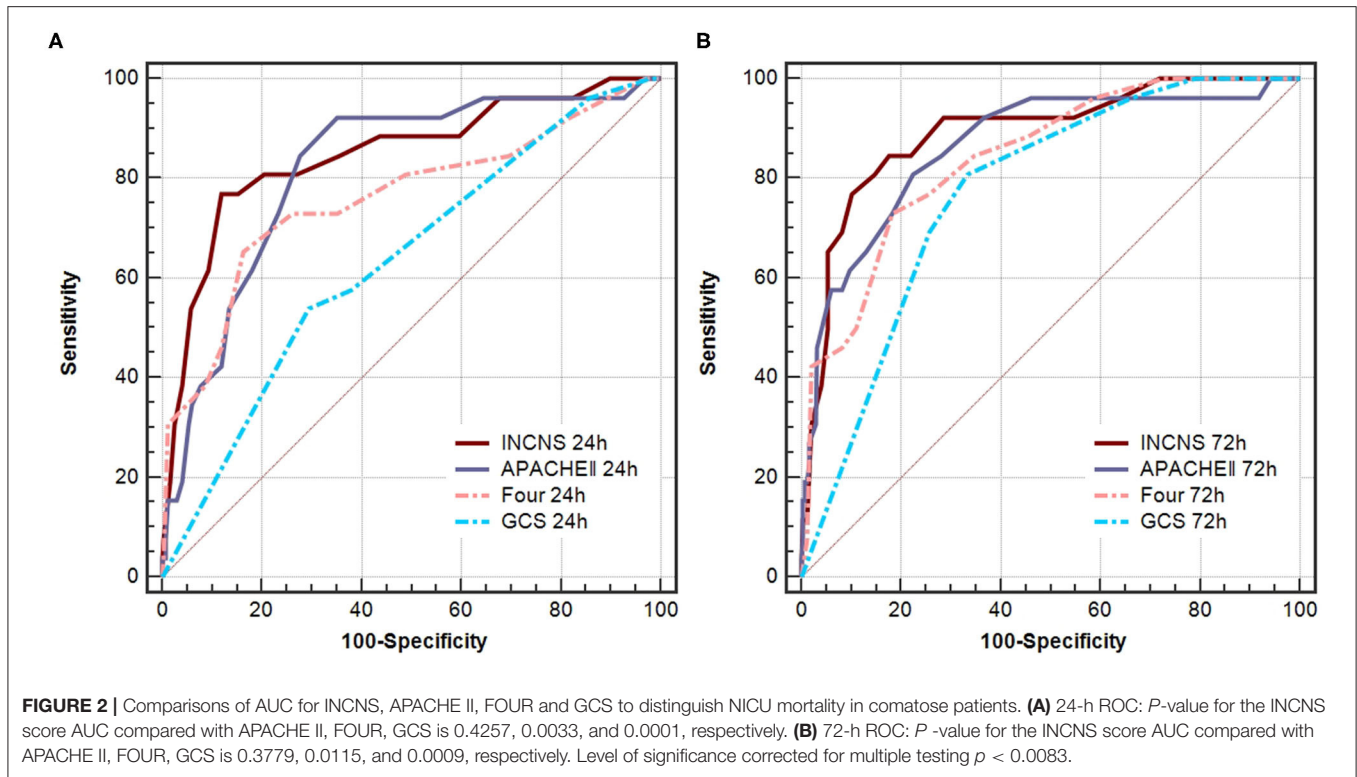 A
100
80
60
40
20
0
Sensitivity
0 20 40 60 80 100
100-Specificity
INCNS 24h
APACHEⅡ 24h
Four 24h
GCS 24h
B
100
80
60
40
20
0
Sensitivity
0 20 40 60 80 100
100-Specificity
INCNS 72h
APACHEⅡ 72h
Four 72h
GCS 72h
FIGURE 2 | Comparisons of AUC for INCNS, APACHE II, FOUR and GCS to distinguish NICU mortality in comatose patients. (A) 24-h ROC: P-value for the INCNS
score AUC compared with APACHE II, FOUR, GCS is 0.4257, 0.0033, and 0.0001, respectively. (B) 72-h ROC: P -value for the INCNS score AUC compared with
APACHE II, FOUR, GCS is 0.3779, 0.0115, and 0.0009, respectively. Level of significance corrected for multiple testing p < 0.0083.